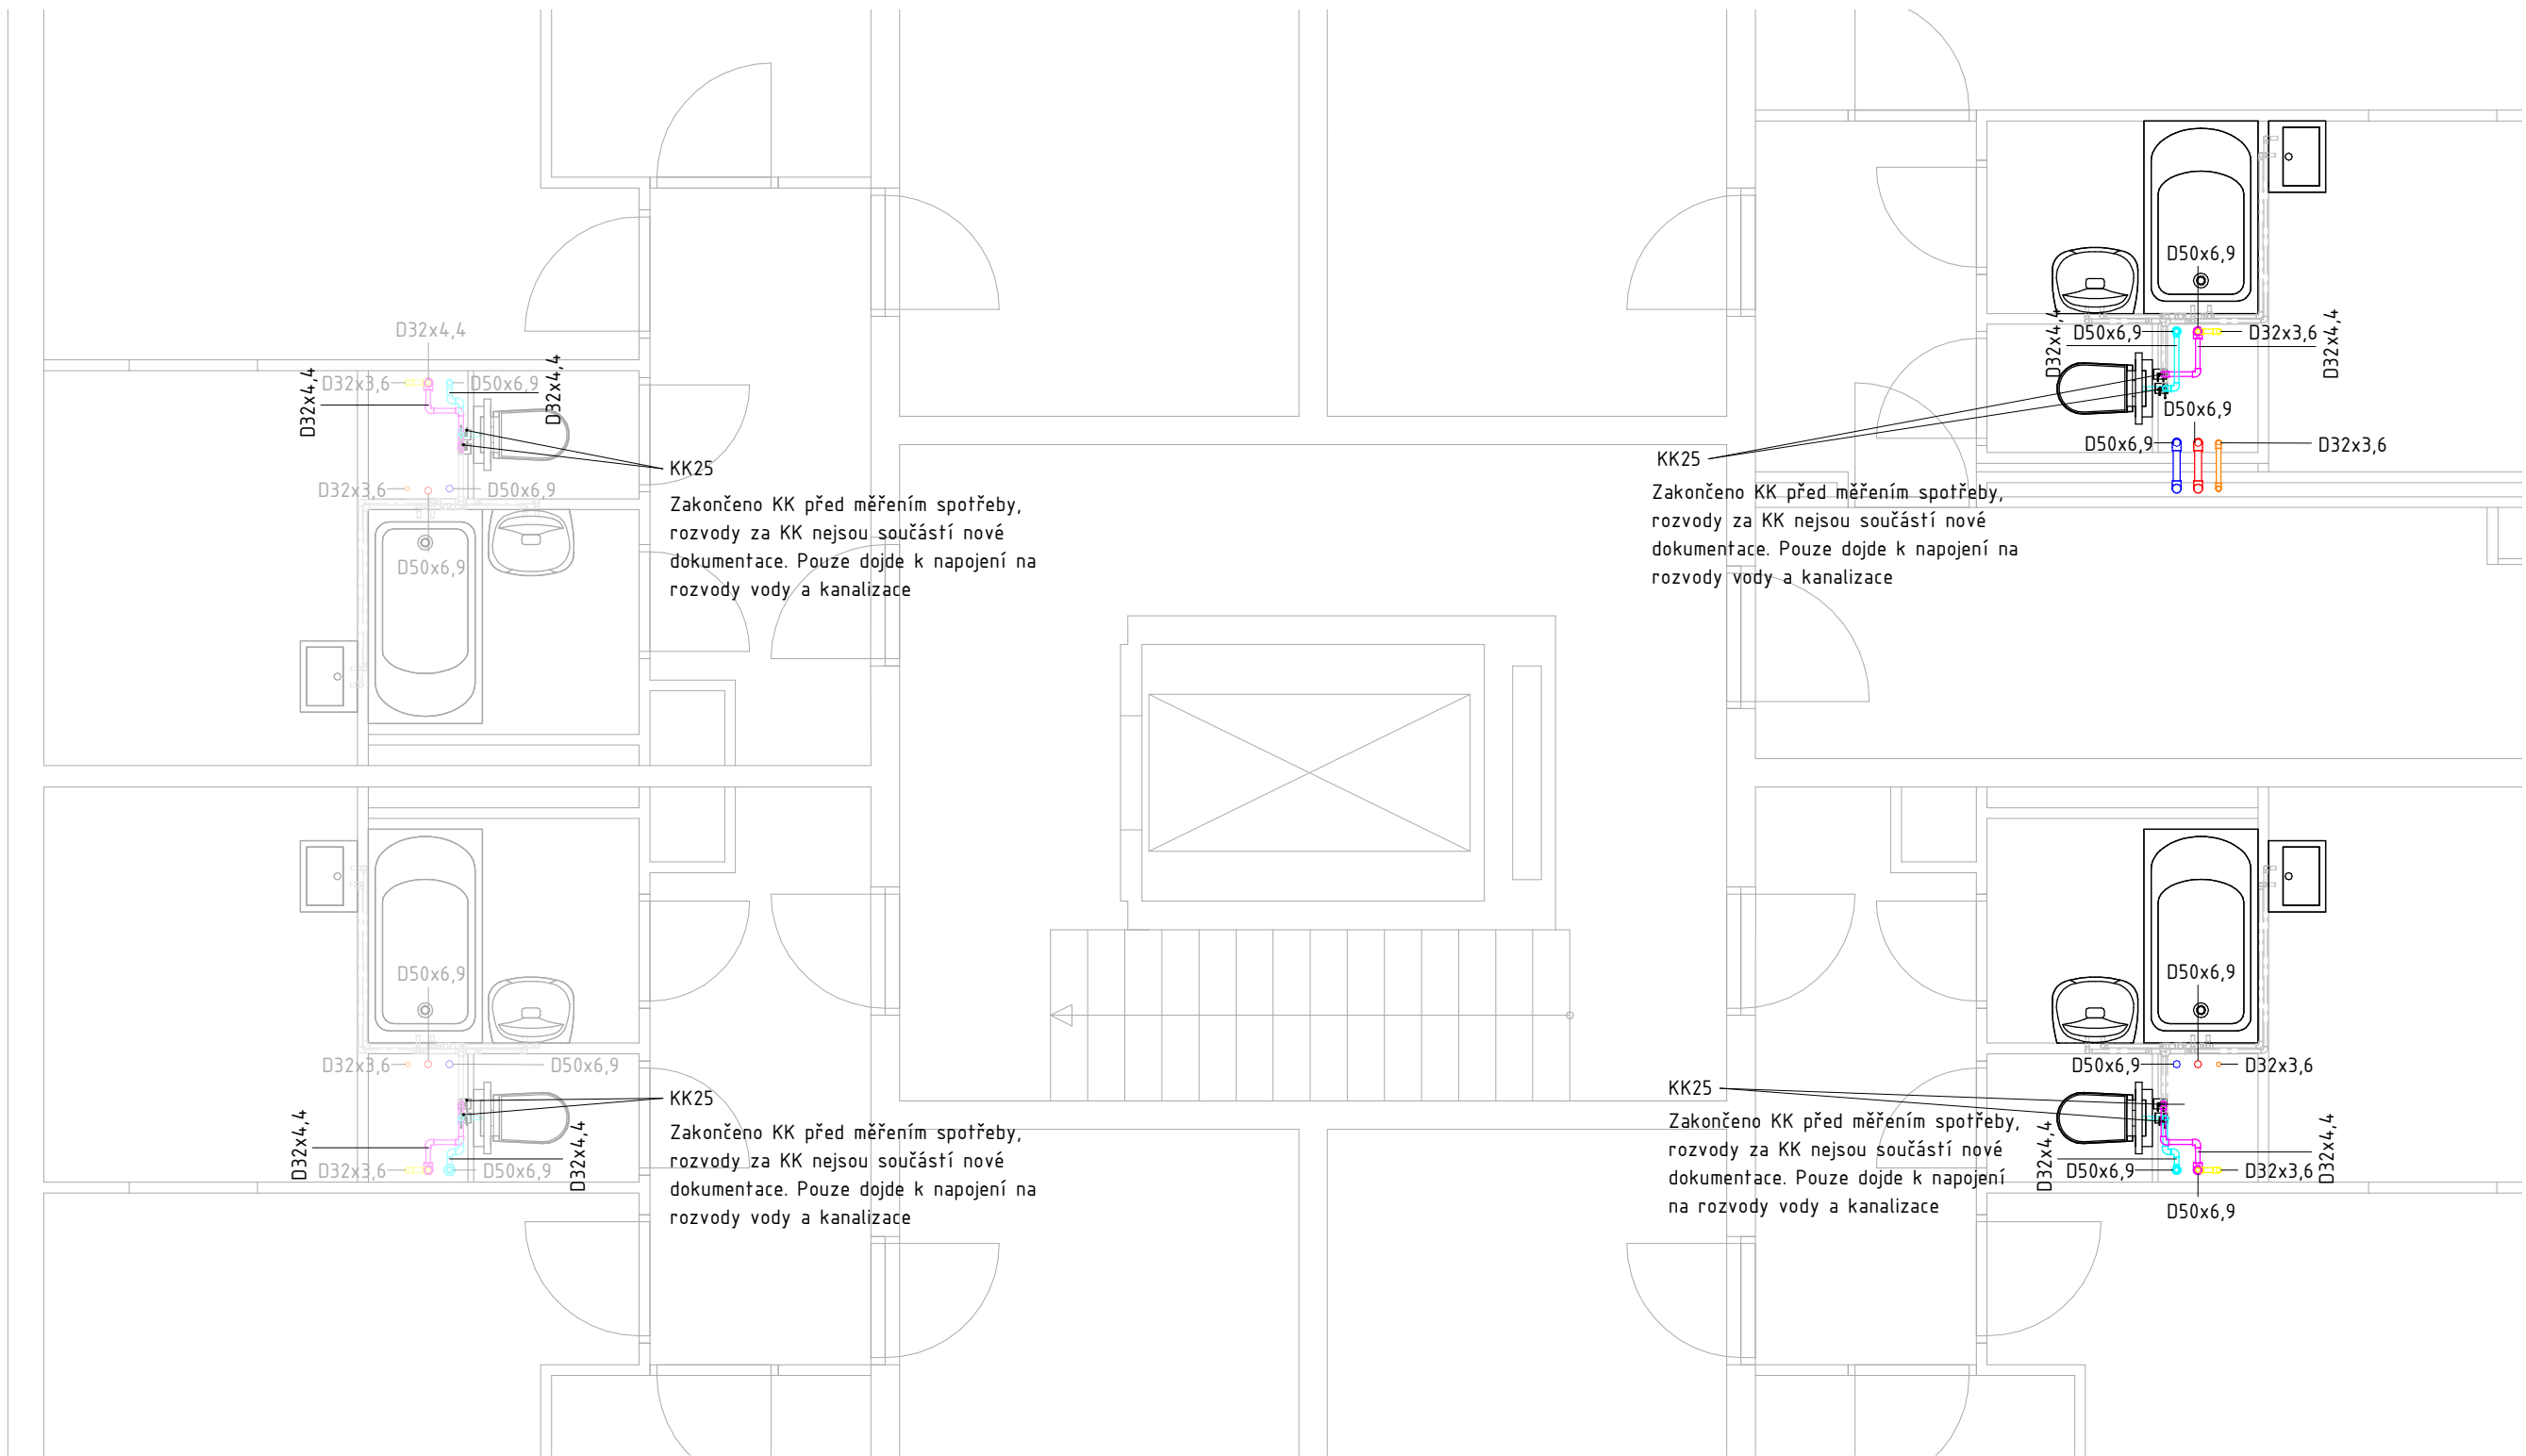 D32x4,4
D32x3,6
D50x6,9
D32x4,4
D32x4,4
D32x3,6
D50x6,9
D50x6,9
KK25
Zakončeno KK před měřením spotřeby,
rozvody za KK nejsou součástí nové
dokumentace. Pouze dojde k napojení na
rozvody vody a kanalizace
D50x6,9
D50x6,9
D32x3,6
D32x4,4
D32x4,4
D50x6,9
D50x6,9
D32x3,6
KK25
Zakončeno KK před měřením spotřeby,
rozvody za KK nejsou součástí nové
dokumentace. Pouze dojde k napojení na
rozvody vody a kanalizace
D50x6,9
D32x3,6
D50x6,9
D32x4,4
D32x4,4
D32x3,6
D50x6,9
KK25
Zakončeno KK před měřením spotřeby,
rozvody za KK nejsou součástí nové
dokumentace. Pouze dojde k napojení na
rozvody vody a kanalizace
D50x6,9
D50x6,9
D32x3,6
KK25
Zakončeno KK před měřením spotřeby,
rozvody za KK nejsou součástí nové
dokumentace. Pouze dojde k napojení
na rozvody vody a kanalizace
D32x4,4
D32x4,4
D50x6,9
D32x3,6
D50x6,9